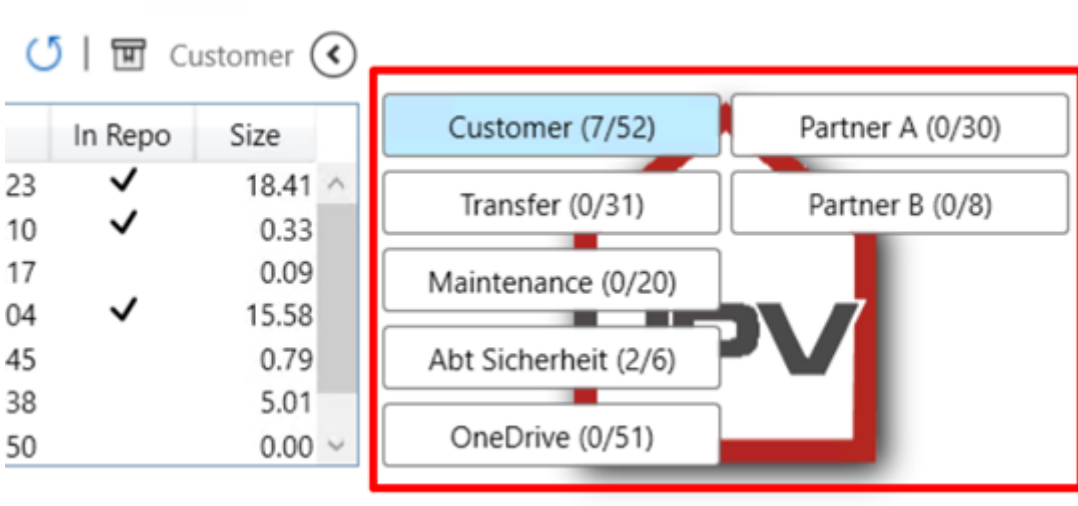 Customer
In Repo Size
23 ✓ 18.41
10 ✓ 0.33
17 0.09
04 ✓ 15.58
45 0.79
38 5.01
50 0.00
Customer (7/52) Partner A (0/30)
Transfer (0/31) Partner B (0/8)
Maintenance (0/20)
Abt Sicherheit (2/6)
OneDrive (0/51)
PV